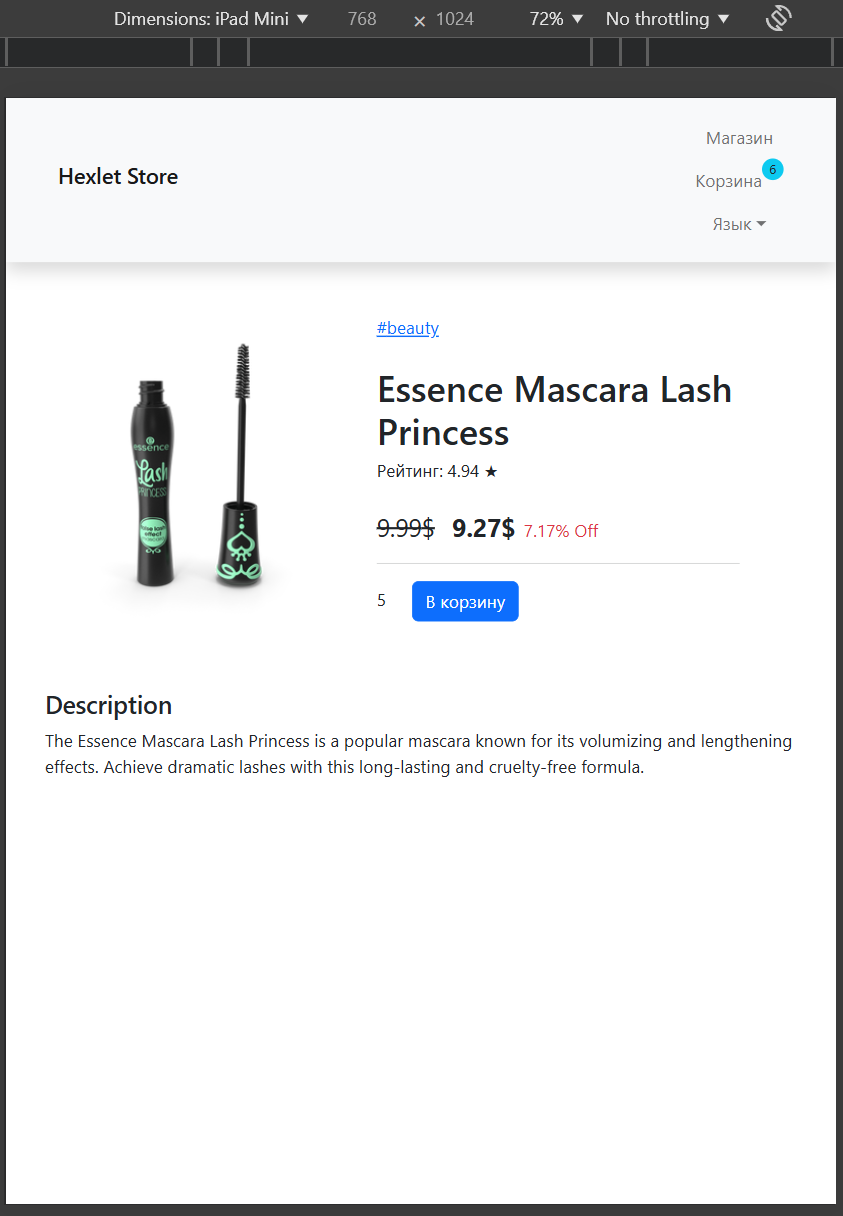 Dimensions: iPad Mini ▼ 768 × 1024 72% ▼ No throttling ▼
Магазин
Hexlet Store
Корзина 6
Язык
#beauty
Essence Mascara Lash
Princess
Рейтинг: 4.94 ★
9.99$ 9.27$ 7.17% Off
5 В корзину
essence
Lash
PRINCESS
false lash
effect
Description
The Essence Mascara Lash Princess is a popular mascara known for its volumizing and lengthening
effects. Achieve dramatic lashes with this long-lasting and cruelty-free formula.